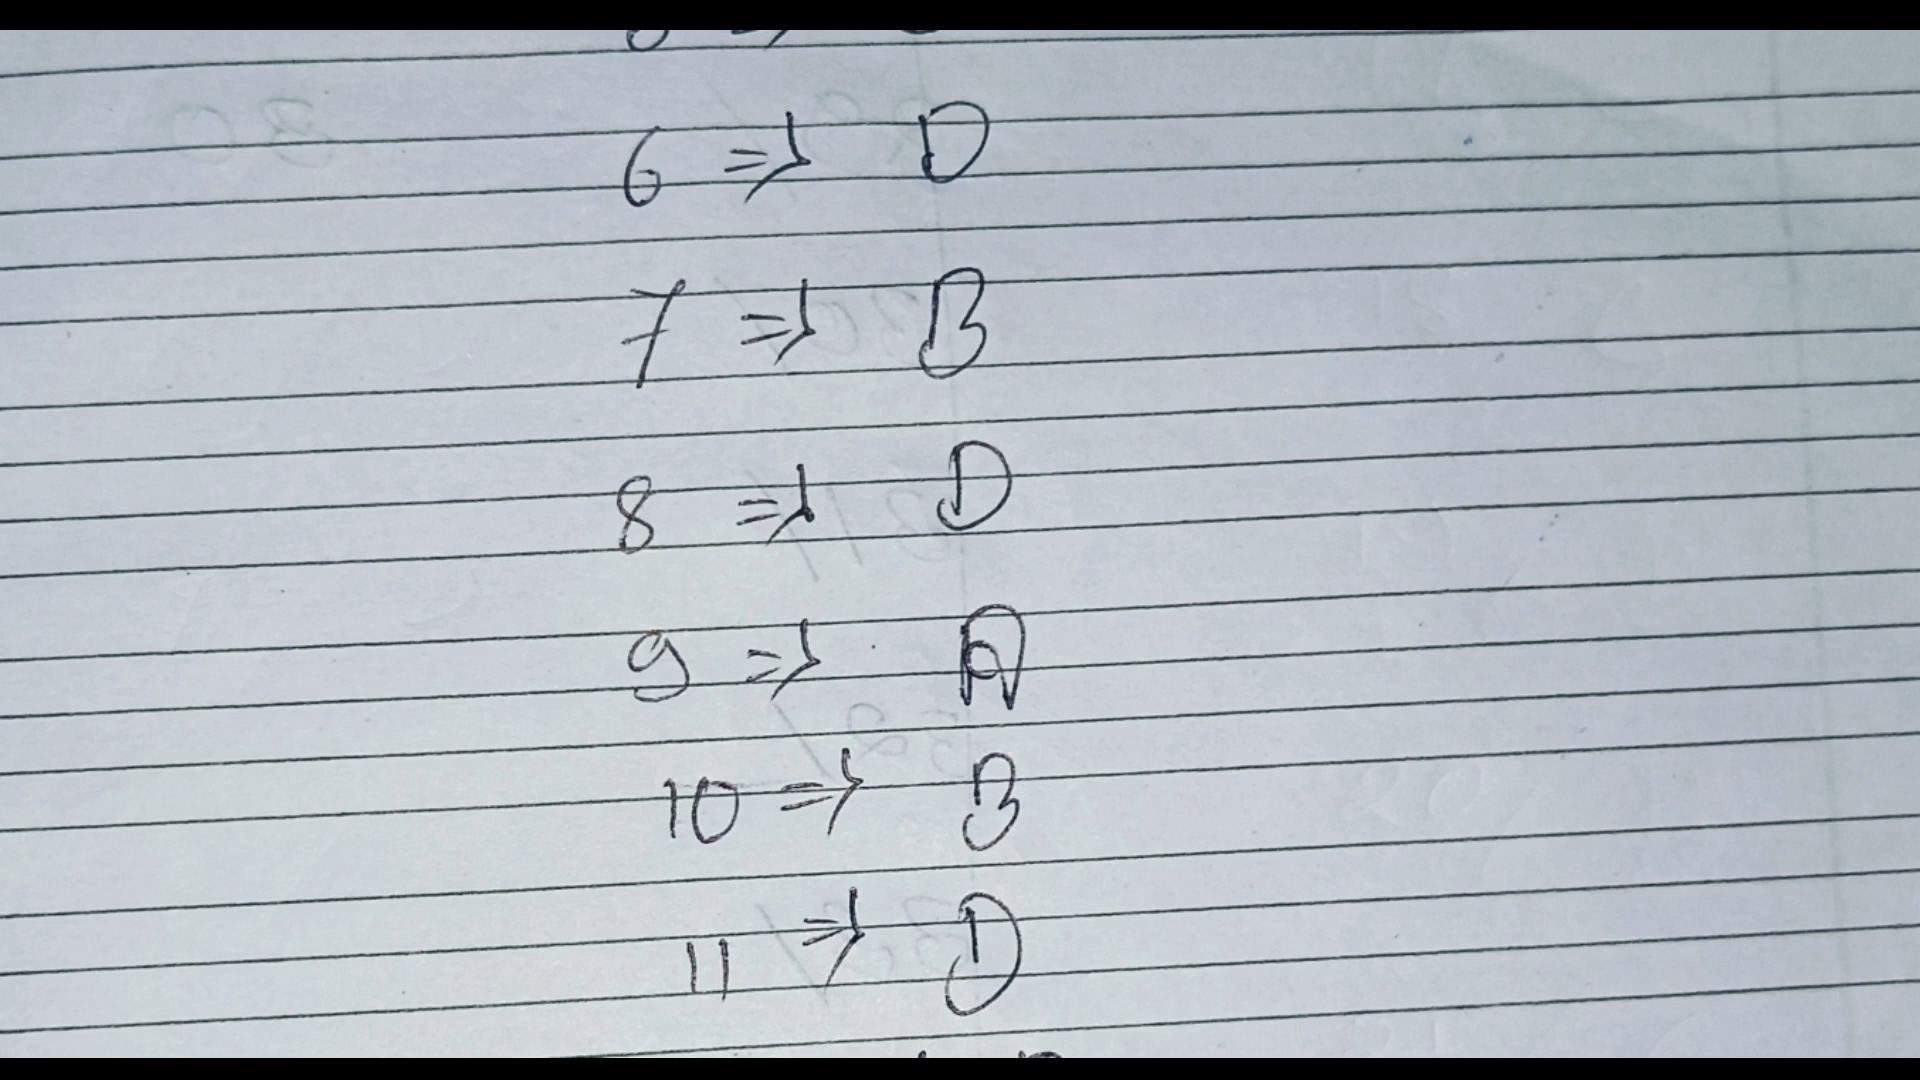 6 => D
7 => B
8 => D
9 => A
10 => B
11 => D